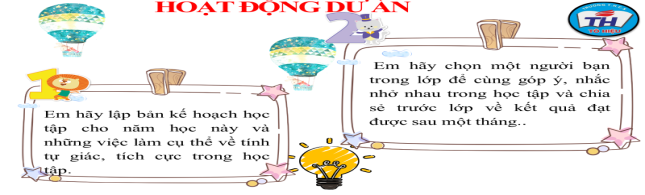 HOẠT ĐỘNG DỰ ÁN
Em hãy lập bản kế hoạch học
tập cho năm học này và
những việc làm cụ thể về tính
tự giác, tích cực trong học
tập.
2
Em hãy chọn một người bạn
trong lớp để cùng góp ý, nhắc
nhở nhau trong học tập và chia
sẻ trước lớp về kết quả đạt
được sau một tháng..
TH